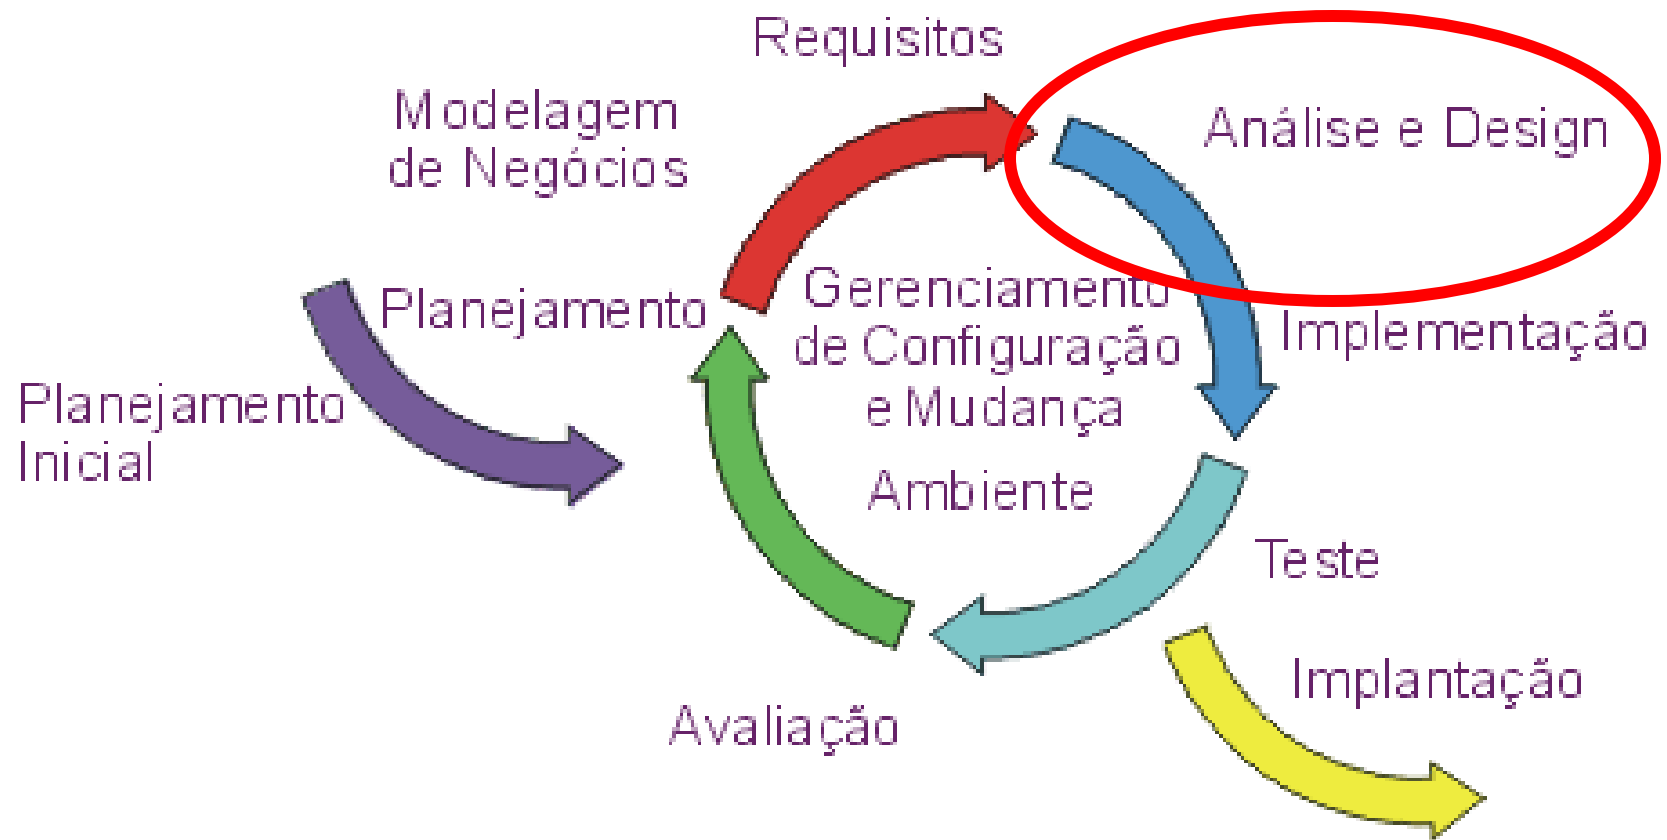 Requisitos
Modelagem
de Negócios
Análise e Design
Planejamento
Gerenciamento
de Configuração
e Mudança
Implementação
Planejamento
Inicial
Ambiente
Teste
Implantação
Avaliação